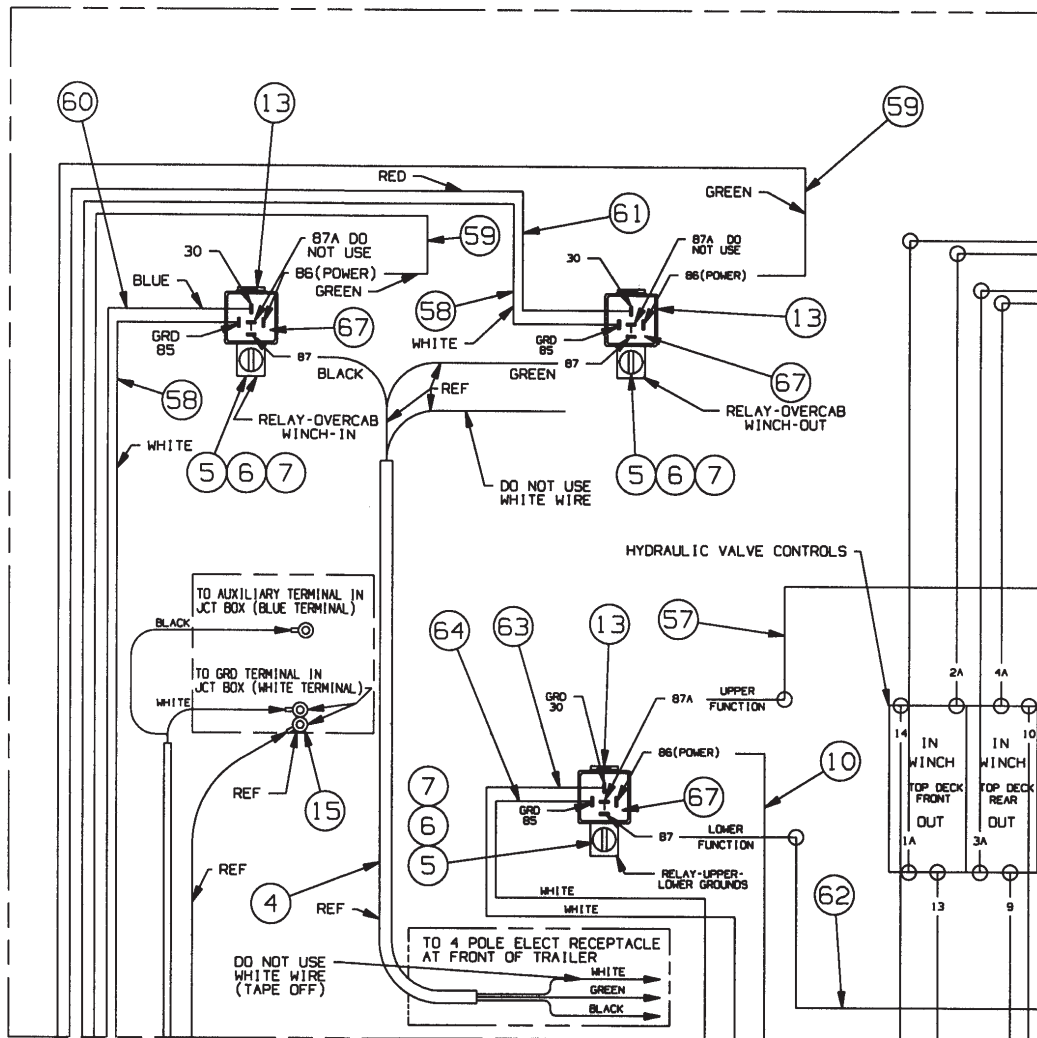 60
13
59
RED
GREEN
61
59
87A DO
NOT USE
30
86(POWER)
BLUE
GREEN
87A DO
NOT USE
30
86(POWER)
58
GRD
85
67
WHITE
GRD
85
13
87
BLACK
GREEN
87
67
REF
58
RELAY-OVERCAB
WINCH-IN
RELAY-OVERCAB
WINCH-OUT
WHITE
5
6
7
5
6
7
DO NOT USE
WHITE WIRE
HYDRAULIC VALVE CONTROLS
TO AUXILIARY TERMINAL IN
JCT BOX (BLUE TERMINAL)
BLACK
64
63
13
57
TO GRD TERMINAL IN
JCT BOX (WHITE TERMINAL)
WHITE
2A
4A
GRD
30
87A
UPPER
FUNCTION
14
10
IN
WINCH
TOP DECK
FRONT
OUT
IN
WINCH
TOP DECK
REAR
OUT
86(POWER)
10
REF
15
7
6
5
GRD
85
67
87
LOWER
FUNCTION
1A
3A
REF
4
RELAY-UPPER-
LOWER GROUNDS
WHITE
WHITE
62
13
9
REF
TO 4 POLE ELECT RECEPTACLE
AT FRONT OF TRAILER
DO NOT USE
WHITE WIRE
(TAPE OFF)
WHITE
GREEN
BLACK